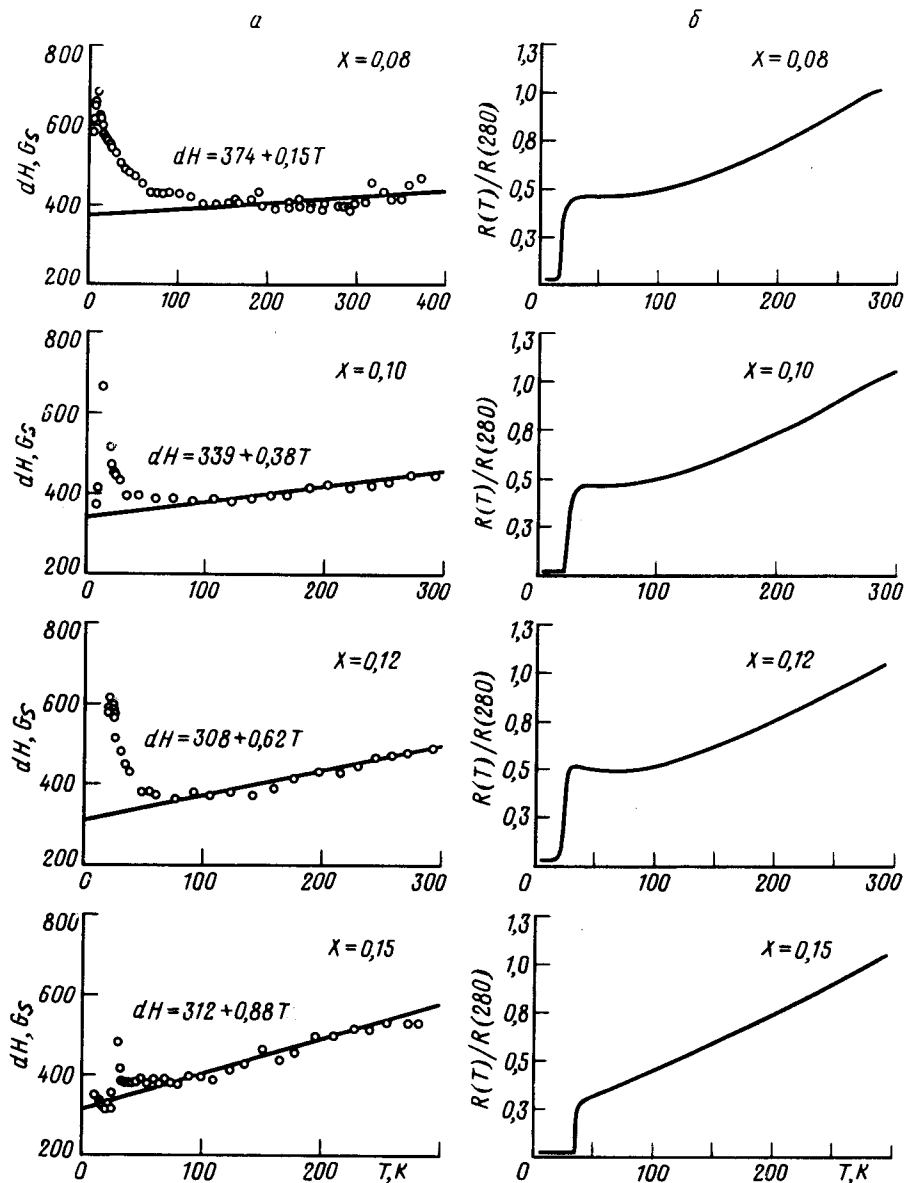 а б
800
600
400
200
dH, Gs
X = 0,08
dH = 374 + 0,15 T
0 100 200 300 400
1,3
1,0
0,8
0,5
0,3
R(T)/R(280)
X = 0,08
0 100 200 300
800
600
400
200
dH, Gs
X = 0,10
dH = 339 + 0,38 T
0 100 200 300
1,3
1,0
0,8
0,5
0,3
R(T)/R(280)
X = 0,10
0 100 200 300
800
600
400
200
dH, Gs
X = 0,12
dH = 308 + 0,62 T
0 100 200 300
1,3
1,0
0,8
0,5
0,3
R(T)/R(280)
X = 0,12
0 100 200 300
800
600
400
200
dH, Gs
X = 0,15
dH = 312 + 0,88 T
0 100 200 T, K
1,3
1,0
0,8
0,5
0,3
R(T)/R(280)
X = 0,15
0 100 200 T, K